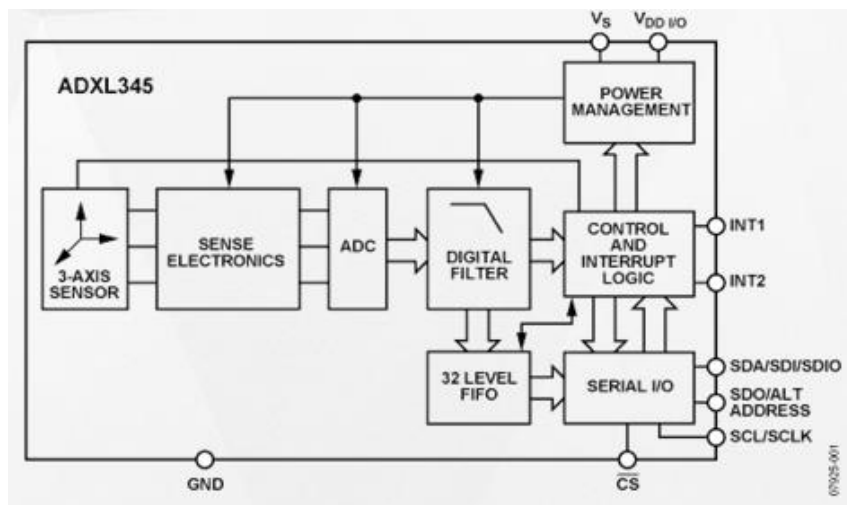 VS
VDD I/O
ADXL345
POWER
MANAGEMENT
3-AXIS
SENSOR
SENSE
ELECTRONICS
ADC
DIGITAL
FILTER
CONTROL
AND
INTERRUPT
LOGIC
INT1
INT2
32 LEVEL
FIFO
SERIAL I/O
SDA/SDI/SDIO
SDO/ALT
ADDRESS
SCL/SCLK
GND
CS
07925-001